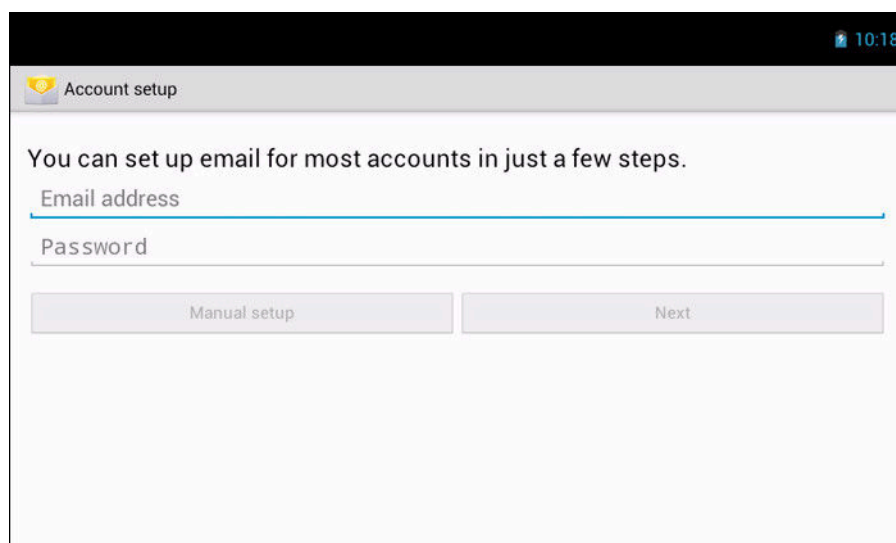 10:18
Account setup
You can set up email for most accounts in just a few steps.
Email address
Password
Manual setup
Next